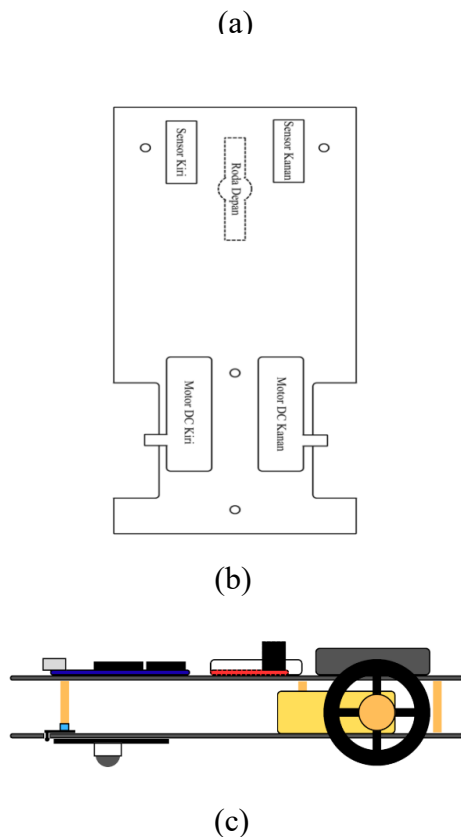 (a)
Sensor Kiri
Sensor Kanan
Roda Depan
Motor DC Kiri
Motor DC Kanan
(b)
(c)